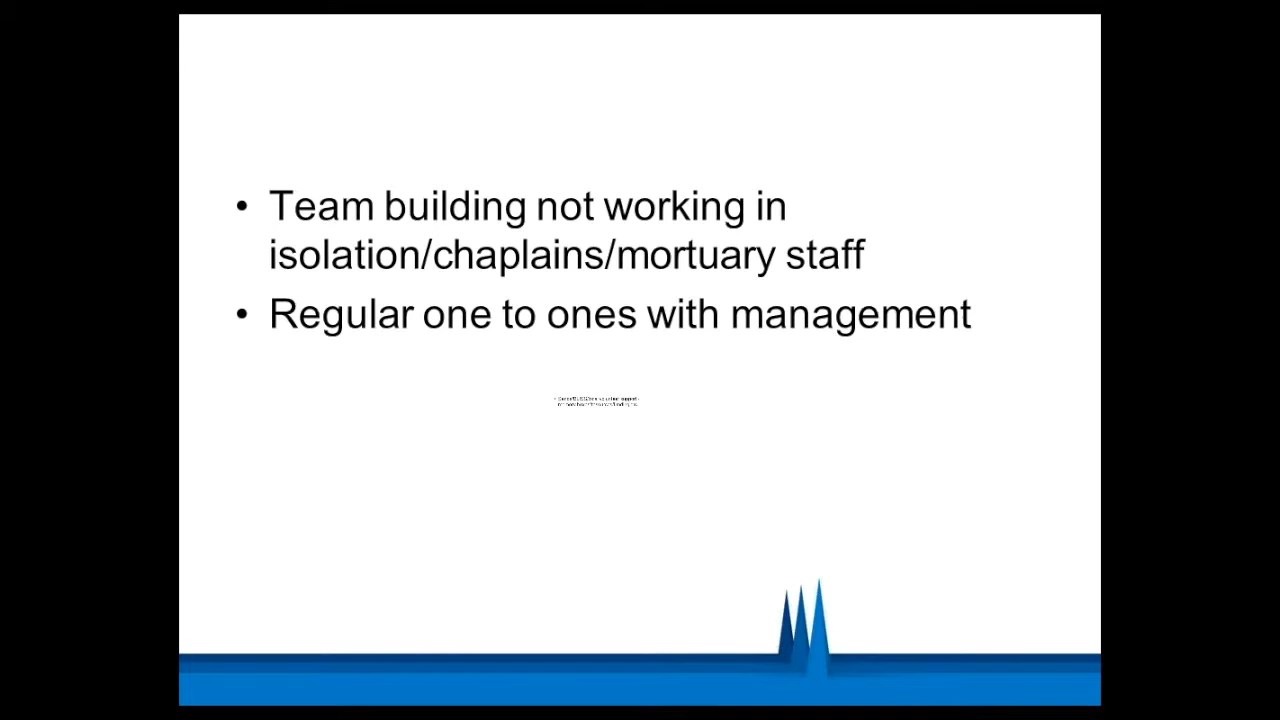 • Team building not working in
isolation/chaplains/mortuary staff
• Regular one to ones with management